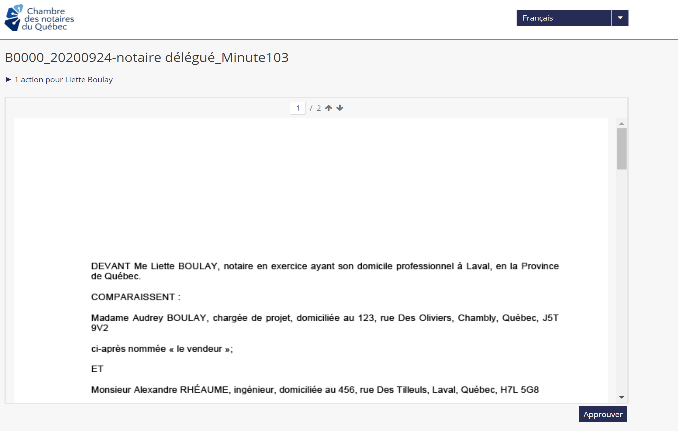 Chambre
des notaires
du Québec
Français
B0000_20200924-notaire délégué_Minute103
1 action pour Liette Boulay
1 / 2
DEVANT Me Liette BOULAY, notaire en exercice ayant son domicile professionnel à Laval, en la Province
de Québec.
COMPARAISSENT :
Madame Audrey BOULAY, chargée de projet, domiciliée au 123, rue Des Oliviers, Chambly, Québec, J5T
9V2
ci-après nommée « le vendeur »;
ET
Monsieur Alexandre RHÉAUME, ingénieur, domiciliée au 456, rue Des Tilleuls, Laval, Québec, H7L 5G8
Approuver